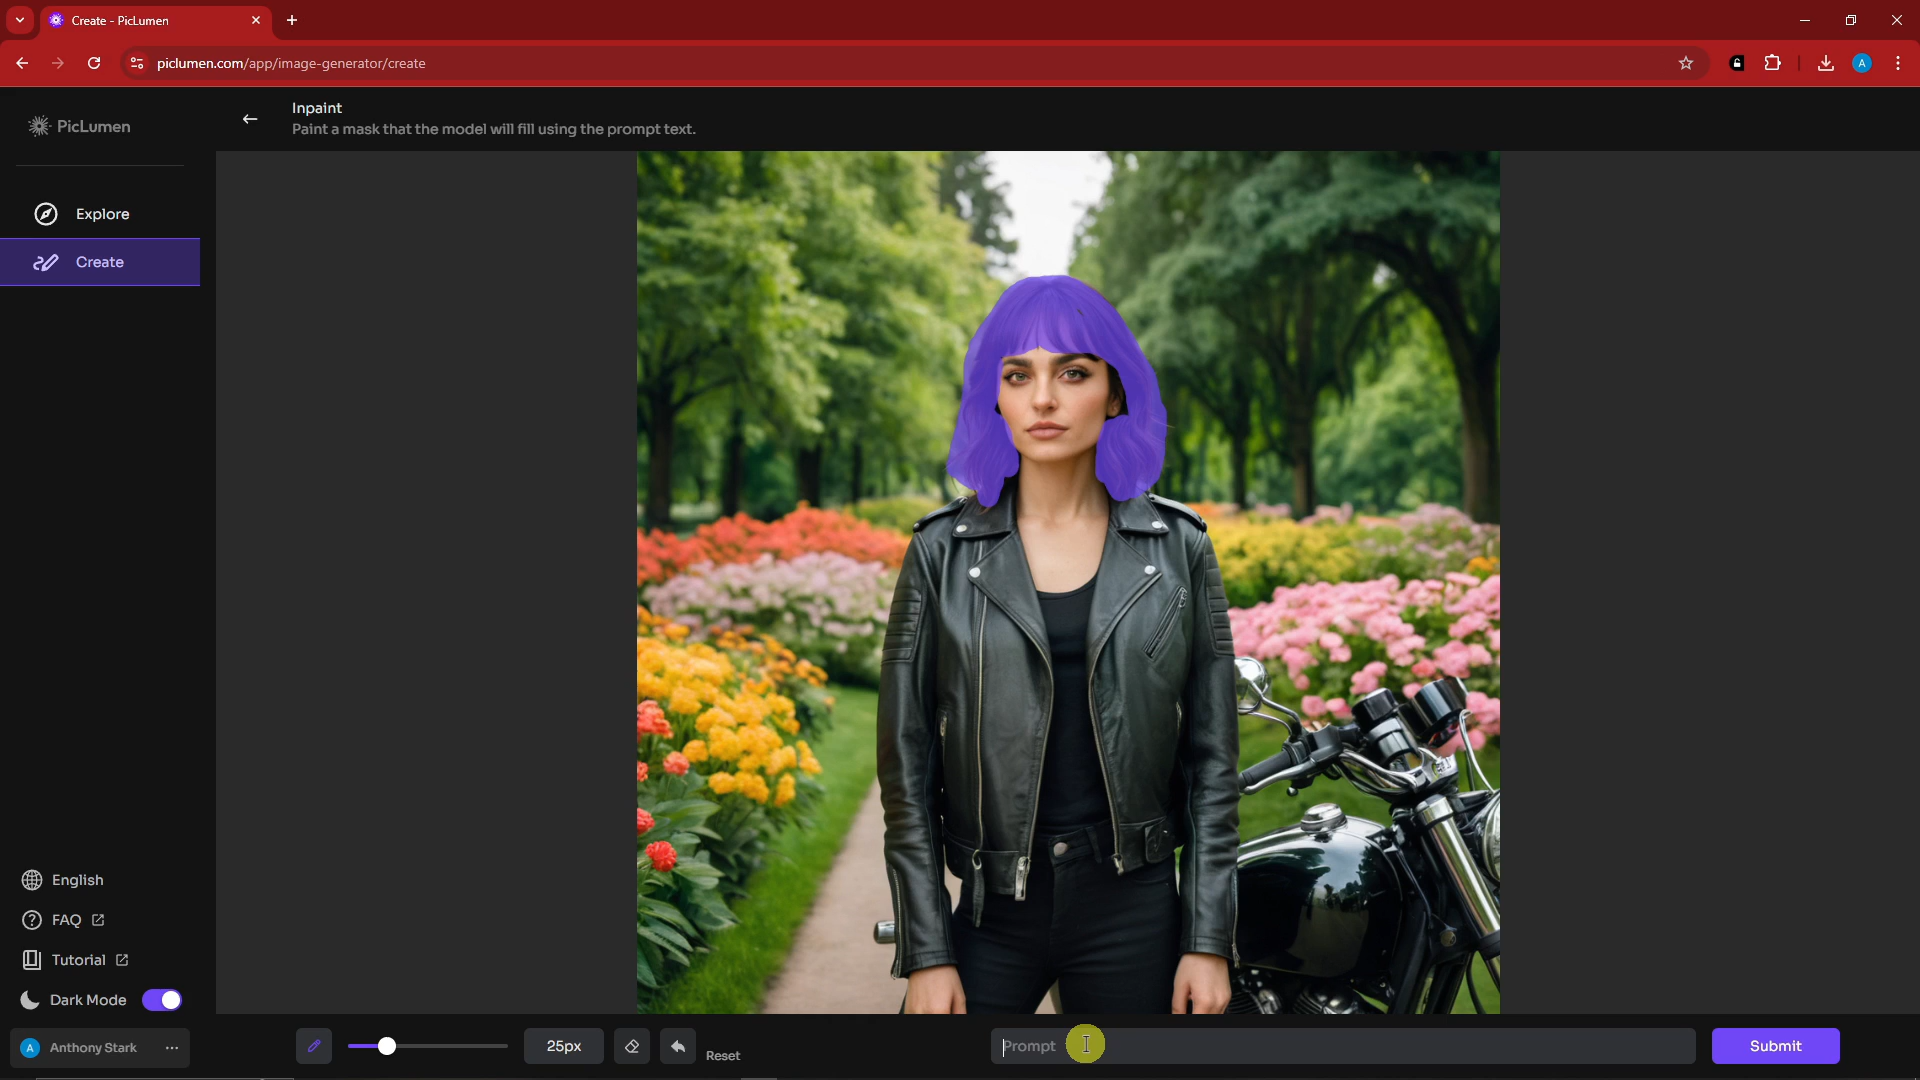 Create - PicLumen
piclumen.com/app/image-generator/create
A
PicLumen
Inpaint
Paint a mask that the model will fill using the prompt text.
Explore
Create
English
FAQ
Tutorial
Dark Mode
A Anthony Stark
25px
Reset
Prompt
Submit